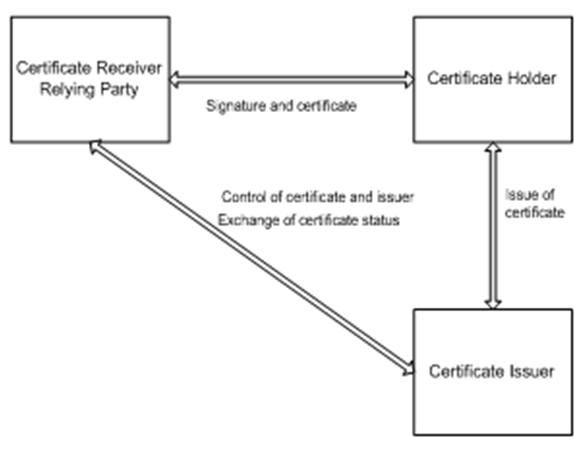 Certificate Receiver
Relying Party
Certificate Holder
Signature and certificate
Control of certificate and issuer
Exchange of certificate status
Issue of
certificate
Certificate Issuer